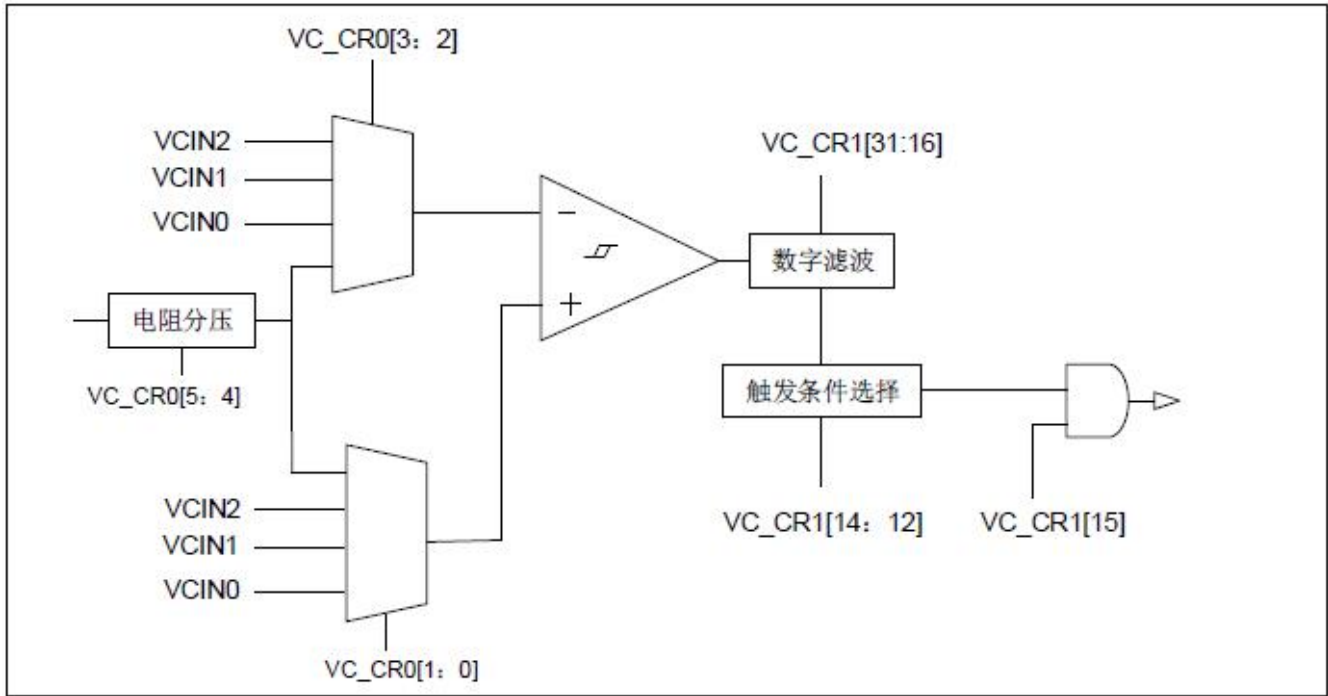 VC_CR0[3：2]
VCIN2
VCIN1
VCIN0
VC_CR1[31:16]
−
数字滤波
+
电阻分压
VC_CR0[5：4]
触发条件选择
VCIN2
VCIN1
VCIN0
VC_CR1[14：12]
VC_CR1[15]
VC_CR0[1：0]